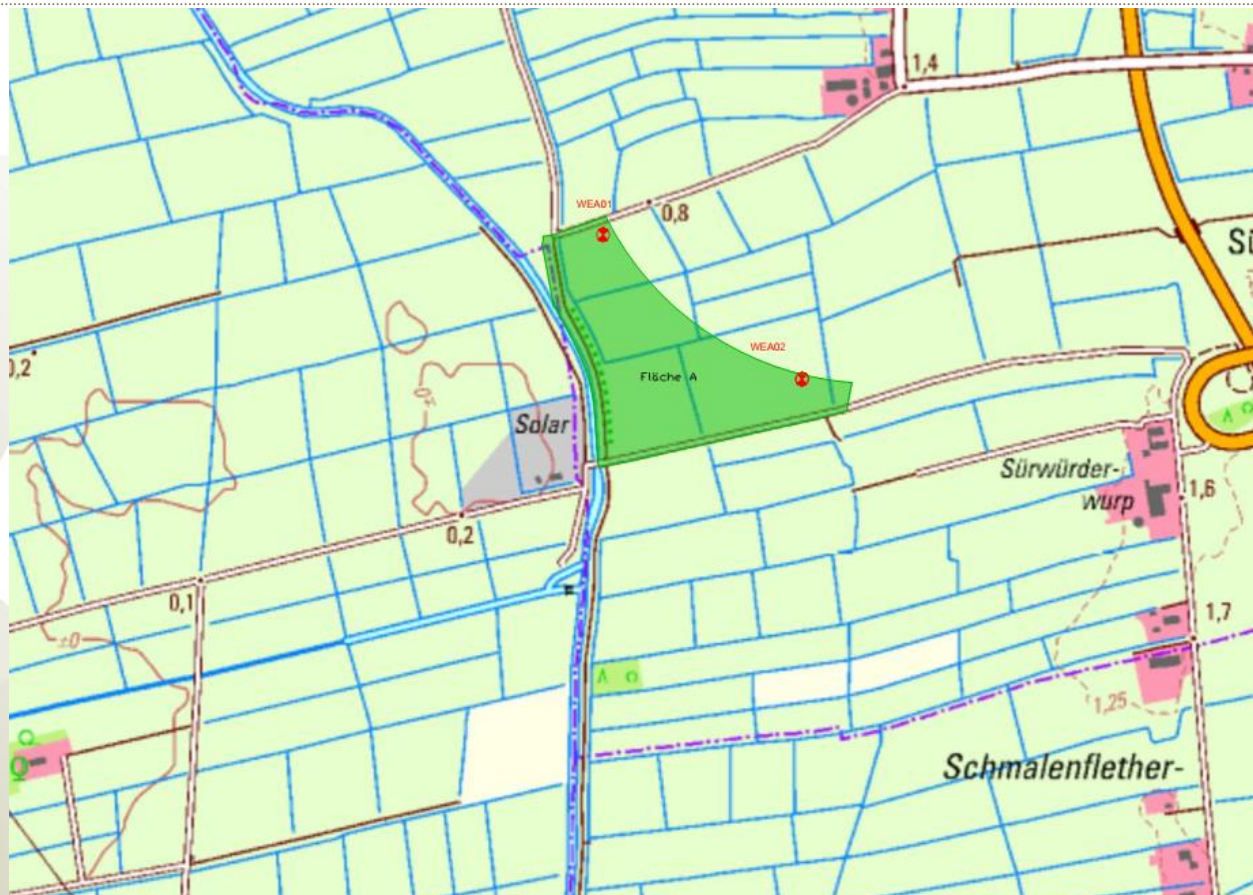 1,4
WEA01
0,8
Sü
WEA02
0,2
Fläche A
Solar
Sürwürder-
wurp
1,6
0,2
0,1
±0
1,7
1,25
Schmalenflether-